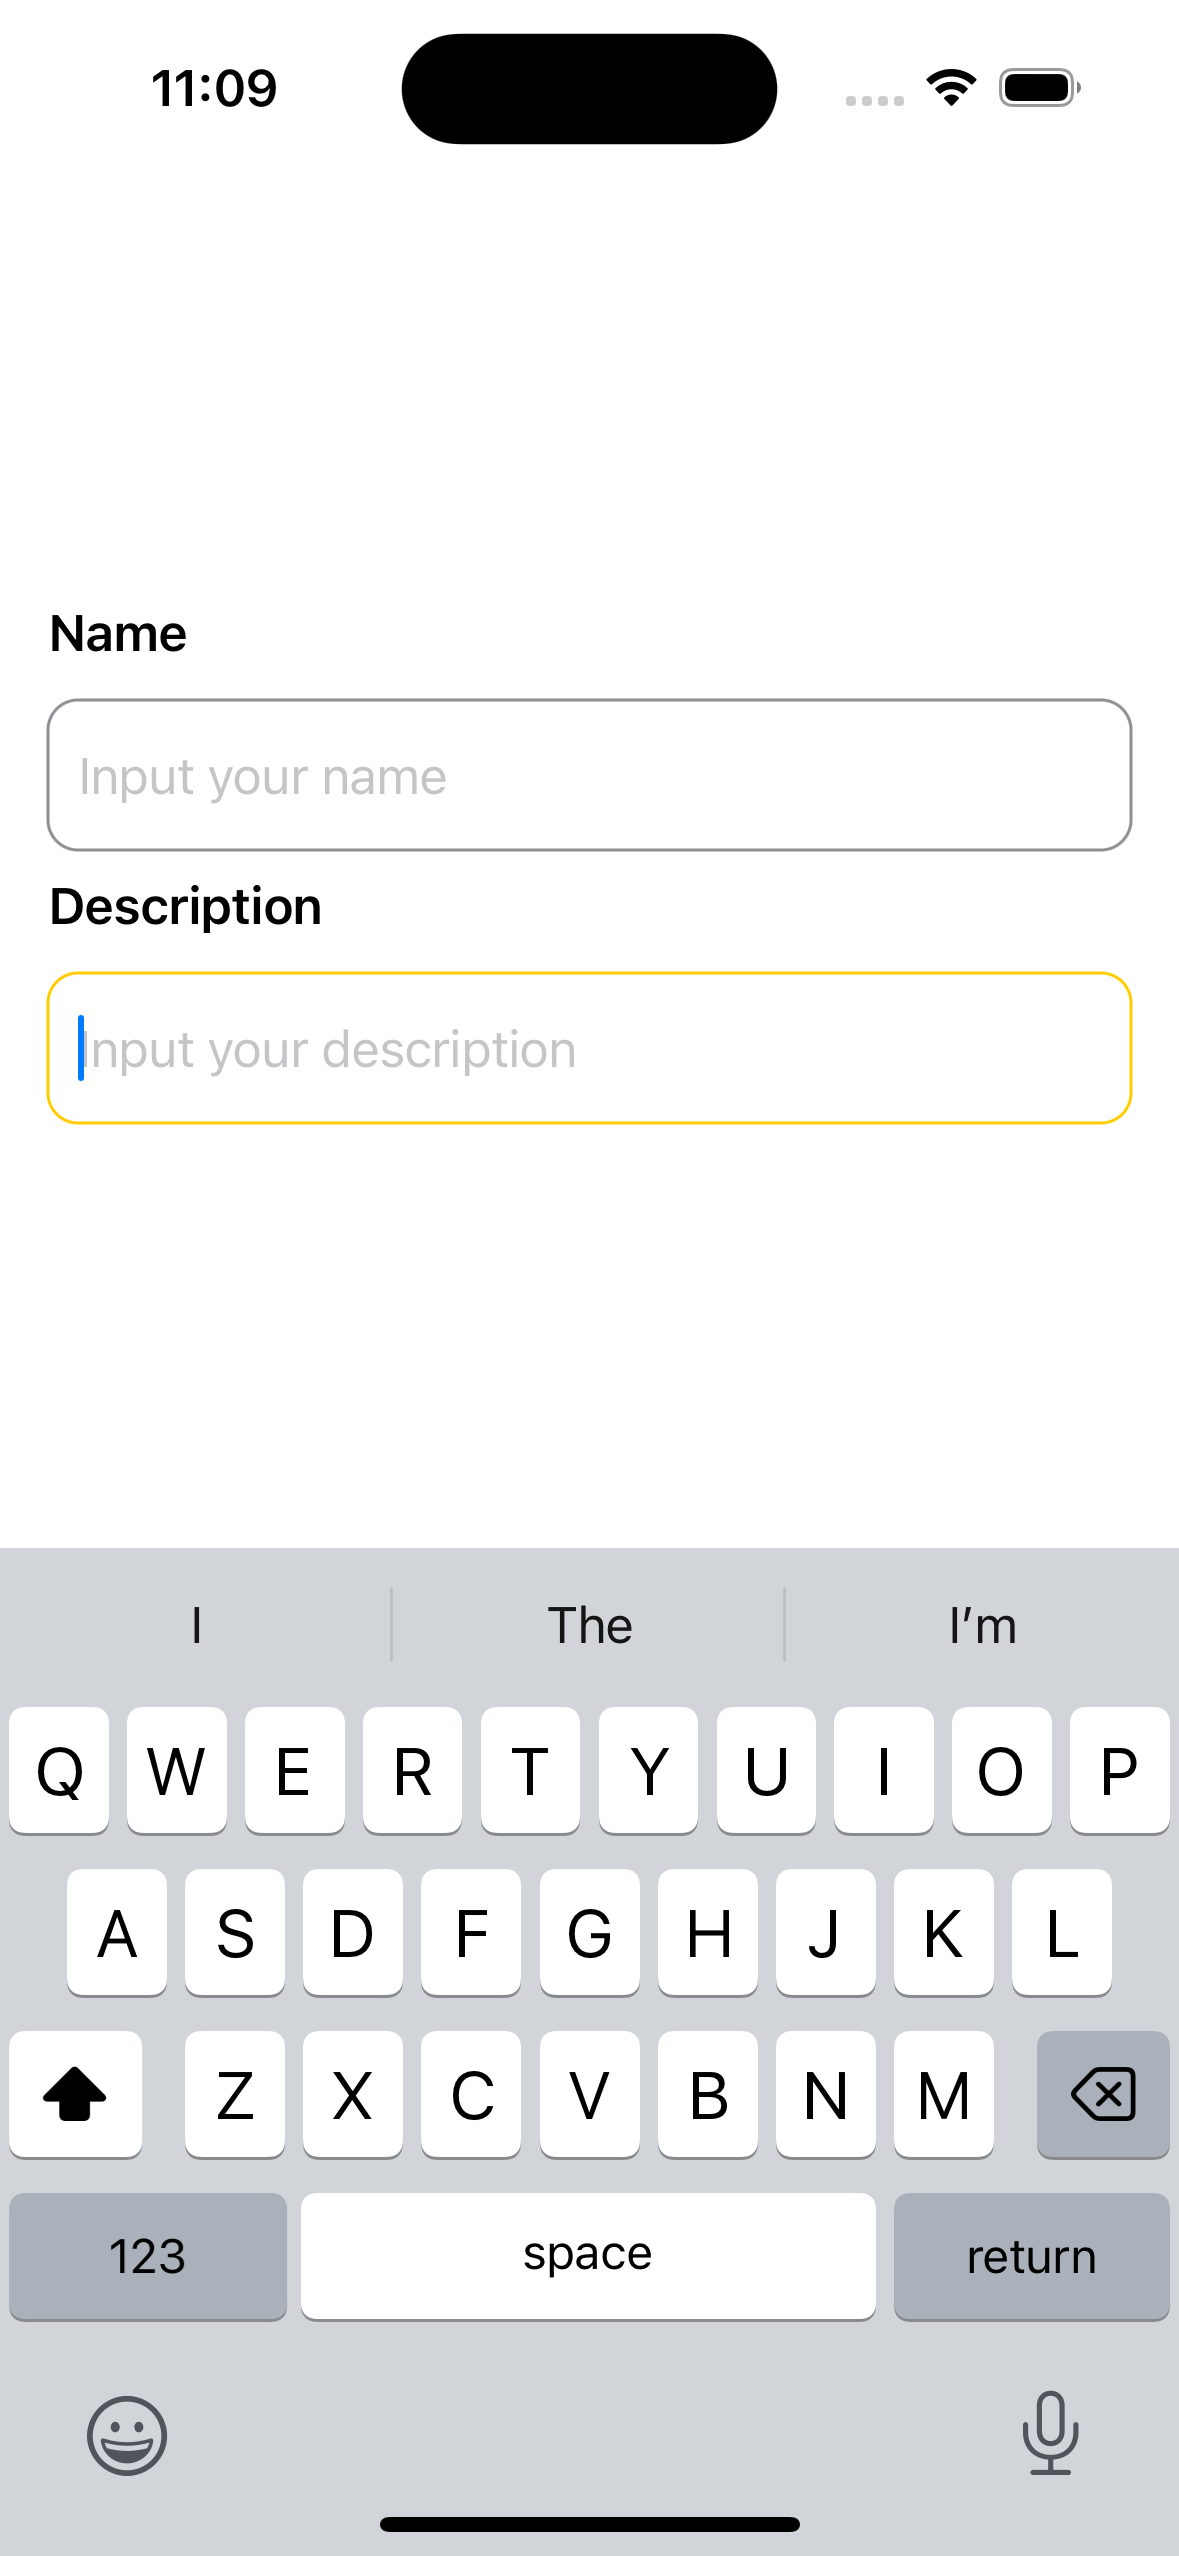 11:09
Name
Input your name
Description
Input your description
I The I’m
Q W E R T Y U I O P
A S D F G H J K L
Z X C V B N M
123 space return